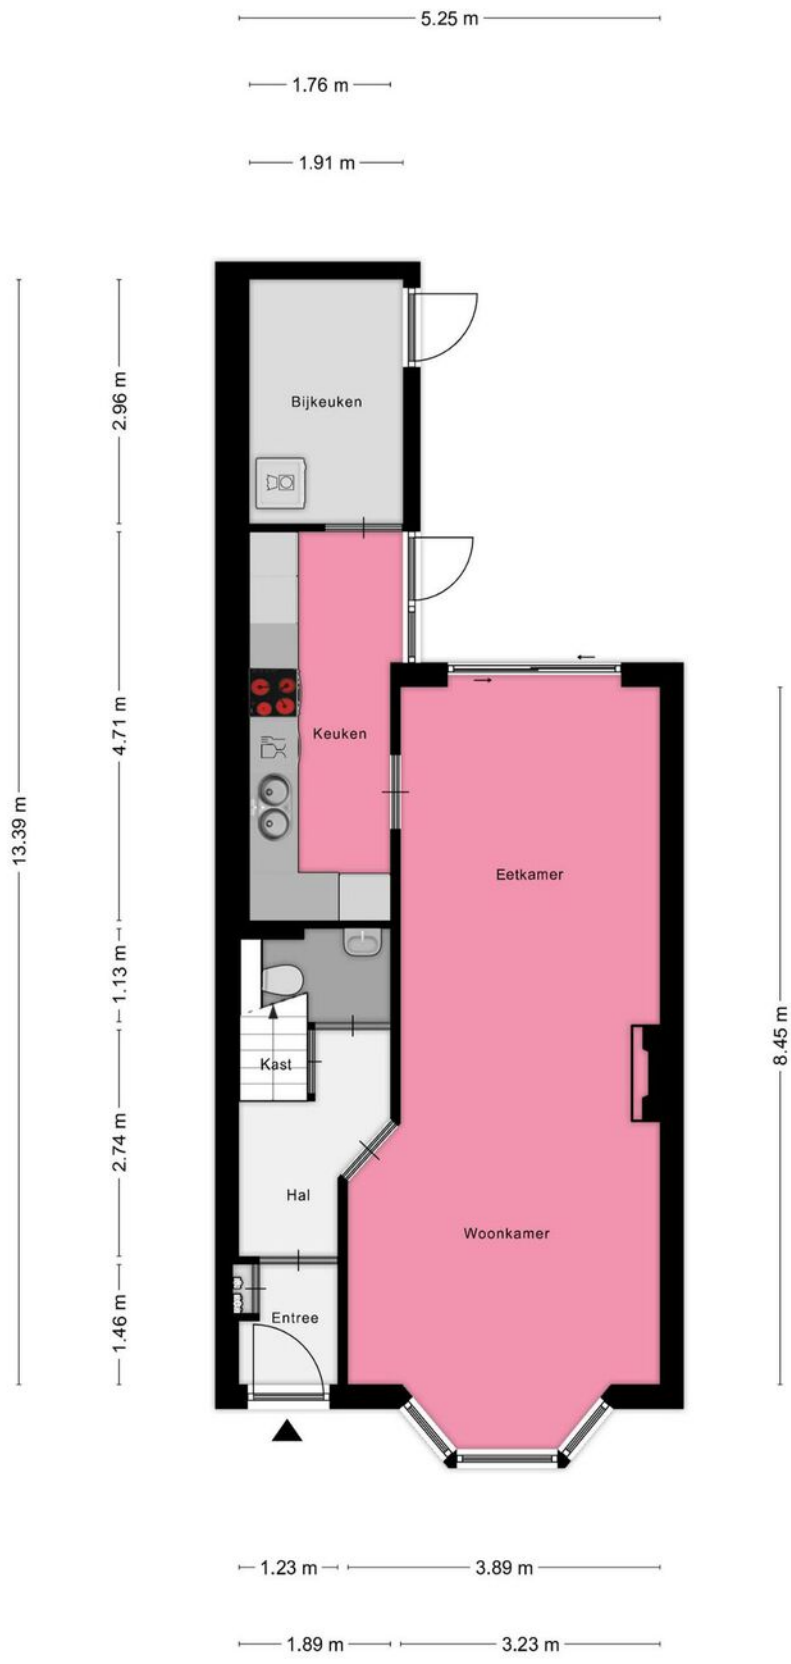 5.25 m
1.76 m
1.91 m
2.96 m
Bijkeuken
4.71 m
Keuken
13.39 m
Eetkamer
1.13 m
8.45 m
Kast
2.74 m
Hal
Woonkamer
1.46 m
Entree
1.23 m
3.89 m
1.89 m
3.23 m